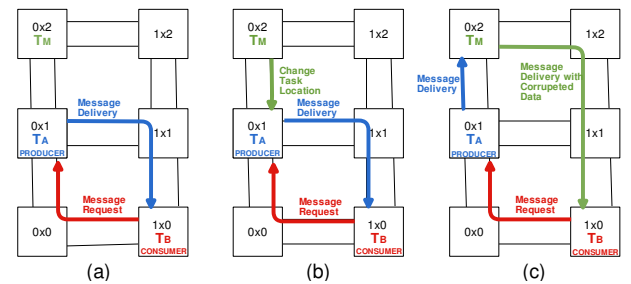 0x2
TM
1x2
Message
Delivery
0x1
TA
PRODUCER
1x1
Message
Request
0x0
1x0
TB
CONSUMER
(a)
0x2
TM
1x2
Change
Task
Location
Message
Delivery
0x1
TA
PRODUCER
1x1
Message
Request
0x0
1x0
TB
CONSUMER
(b)
0x2
TM
1x2
Message
Delivery
Message
Delivery with
Corrupeted
Data
0x1
TA
PRODUCER
1x1
Message
Request
0x0
1x0
TB
CONSUMER
(c)